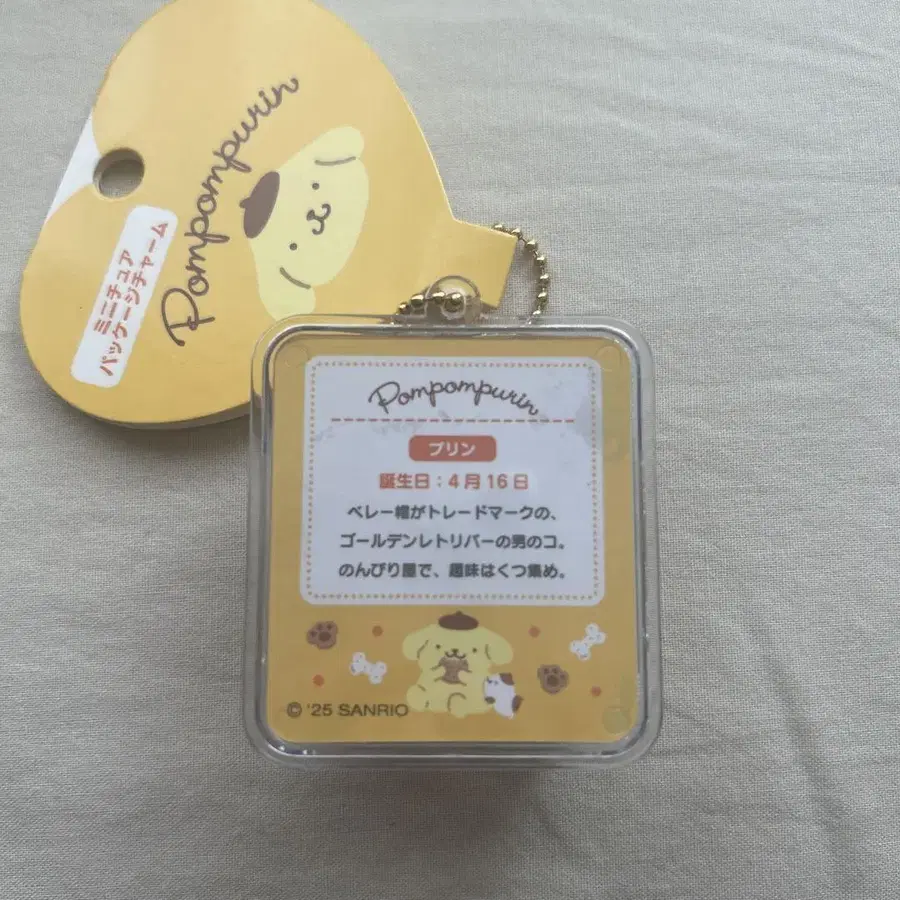 Pompompurin
ミニチュア
パッケージチャーム
Pompompurin
プリン
誕生日：4月16日
ベレー帽がトレードマークの、
ゴールデンレトリバーの男のコ。
のんびり屋で、趣味はくつ集め。
© '25 SANRIO